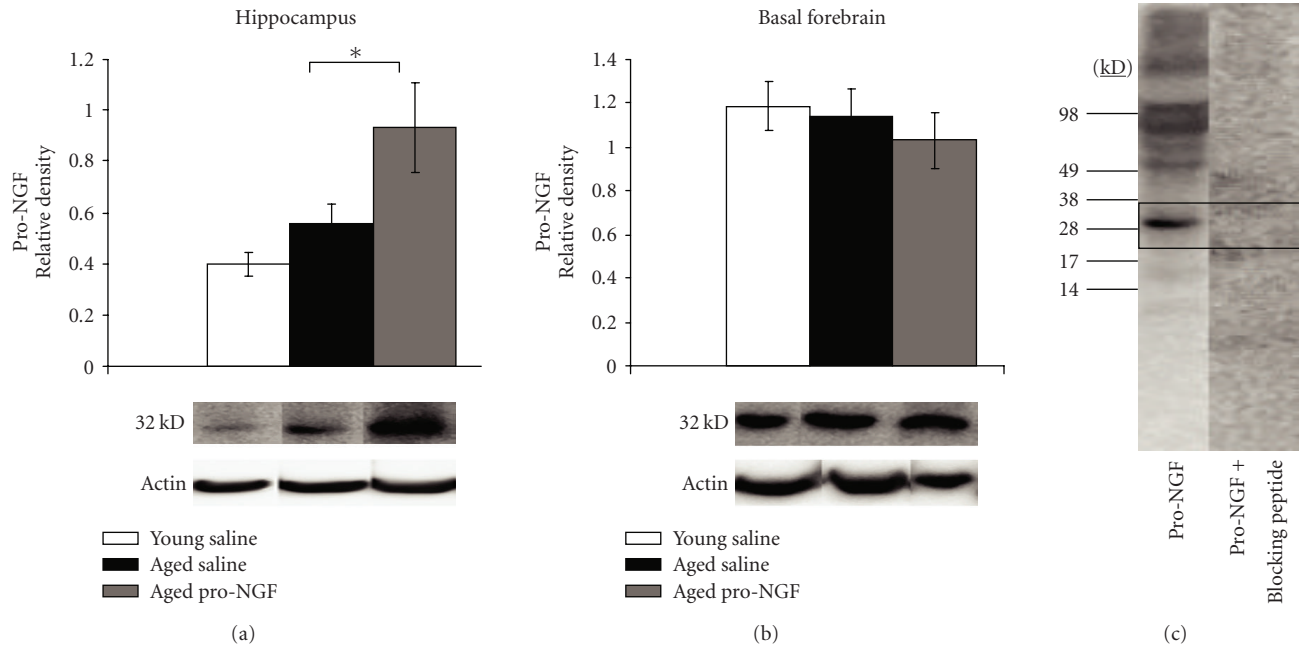 Hippocampus
1.2
1
0.8
0.6
0.4
0.2
0
Pro-NGF
Relative density
*
32 kD
Actin
Young saline
Aged saline
Aged pro-NGF
(a)
Basal forebrain
1.4
1.2
1
0.8
0.6
0.4
0.2
0
Pro-NGF
Relative density
32 kD
Actin
Young saline
Aged saline
Aged pro-NGF
(b)
(kD)
98
49
38
28
17
14
Pro-NGF
Pro-NGF +
Blocking peptide
(c)